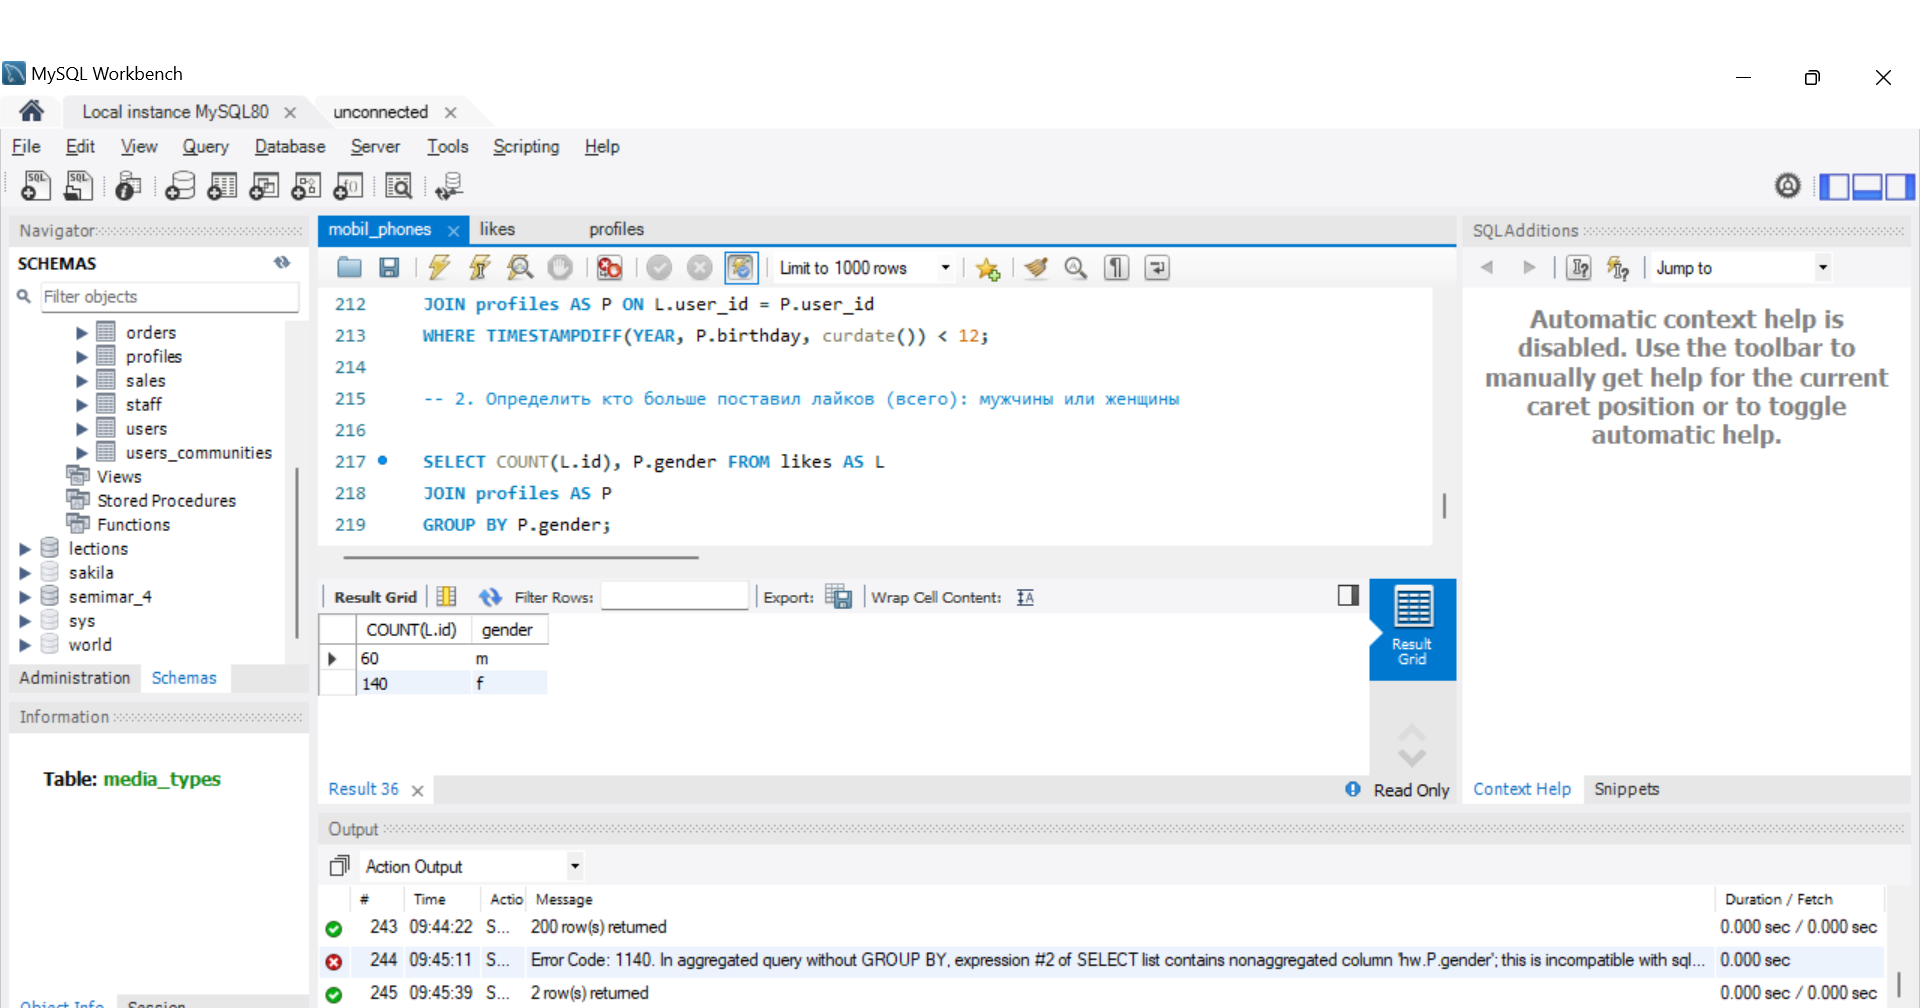 MySQL Workbench
Local instance MySQL80
unconnected
File Edit View Query Database Server Tools Scripting Help
Navigator
SCHEMAS
Filter objects
orders
profiles
sales
staff
users
users_communities
Views
Stored Procedures
Functions
lections
sakila
semimar_4
sys
world
Administration Schemas
Information
Table: media_types
mobil_phones likes profiles
Limit to 1000 rows
212 JOIN profiles AS P ON L.user_id = P.user_id
213 WHERE TIMESTAMPDIFF(YEAR, P.birthday, curdate()) < 12;
214
215 -- 2. Определить кто больше поставил лайков (всего): мужчины или женщины
216
217 SELECT COUNT(L.id), P.gender FROM likes AS L
218 JOIN profiles AS P
219 GROUP BY P.gender;
Result Grid Filter Rows: Export: Wrap Cell Content:
COUNT(L.id) gender
60 m
140 f
Result
Grid
Result 36
Read Only
SQLAdditions
Jump to
Automatic context help is
disabled. Use the toolbar to
manually get help for the current
caret position or to toggle
automatic help.
Context Help Snippets
Output
Action Output
# Time Actio Message Duration / Fetch
243 09:44:22 S... 200 row(s) returned 0.000 sec / 0.000 sec
244 09:45:11 S... Error Code: 1140. In aggregated query without GROUP BY, expression #2 of SELECT list contains nonaggregated column 'hw.P.gender'; this is incompatible with sql... 0.000 sec
245 09:45:39 S... 2 row(s) returned 0.000 sec / 0.000 sec
Object Info Session